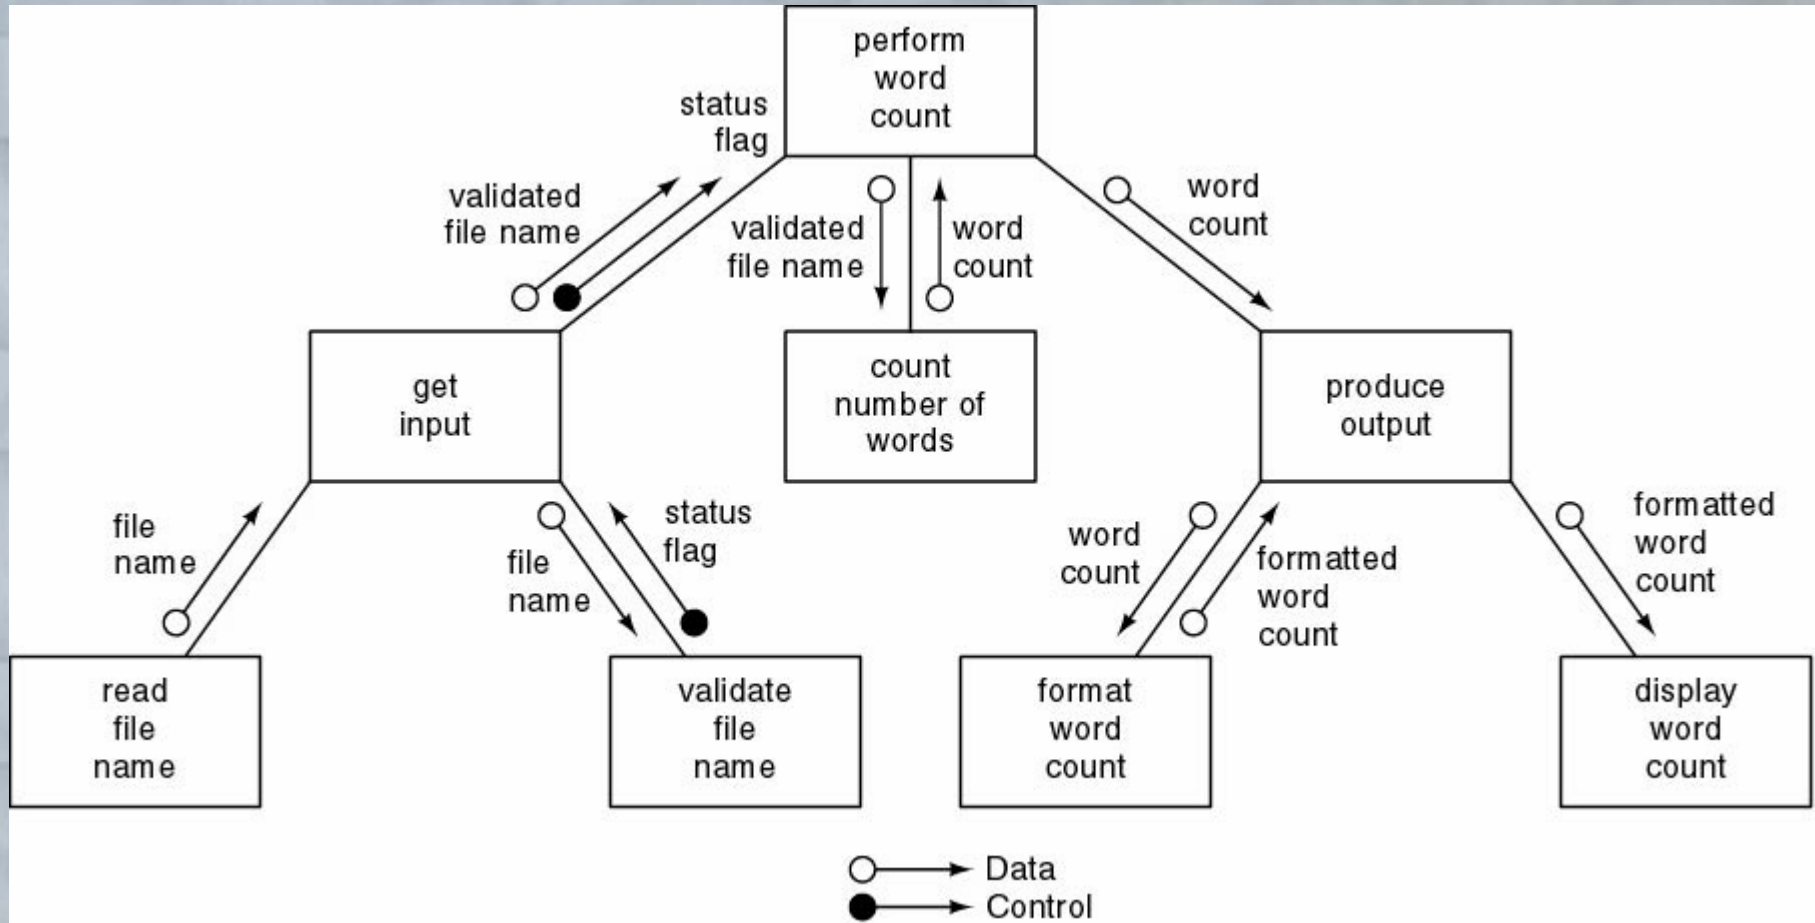 perform
word
count
status
flag
validated
file name
validated
file name
word
count
word
count
get
input
count
number of
words
produce
output
file
name
file
name
status
flag
word
count
formatted
word
count
formatted
word
count
read
file
name
validate
file
name
format
word
count
display
word
count
Data
Control